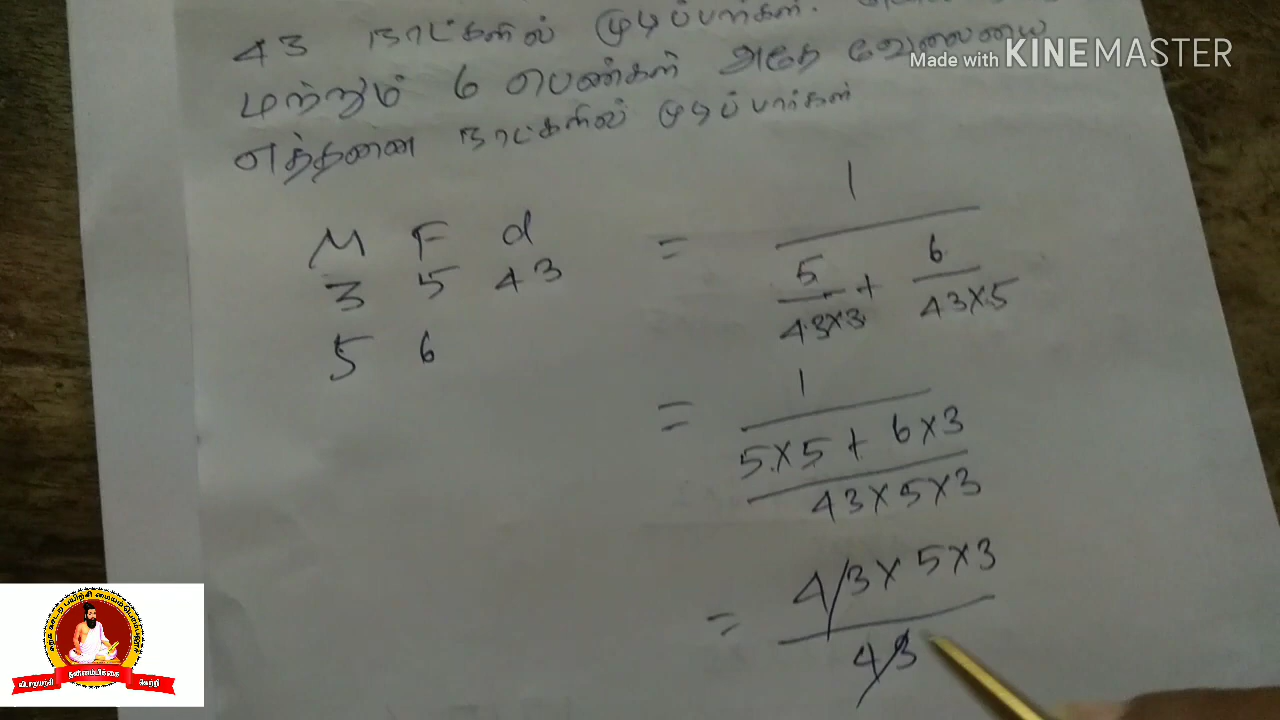 43 நாட்களில் முடிப்பார்கள்.
மற்றும் 6 பெண்கள் அதே வேலையை
எத்தனை நாட்களில் முடிப்பார்கள்
Made with KINEMASTER
M F d
3 5 43
5 6
= 1
5/43×3 + 6/43×5
= 1
5×5 + 6×3
43×5×3
= 43×5×3
43
தன்னம்பிக்கை
வெற்றி